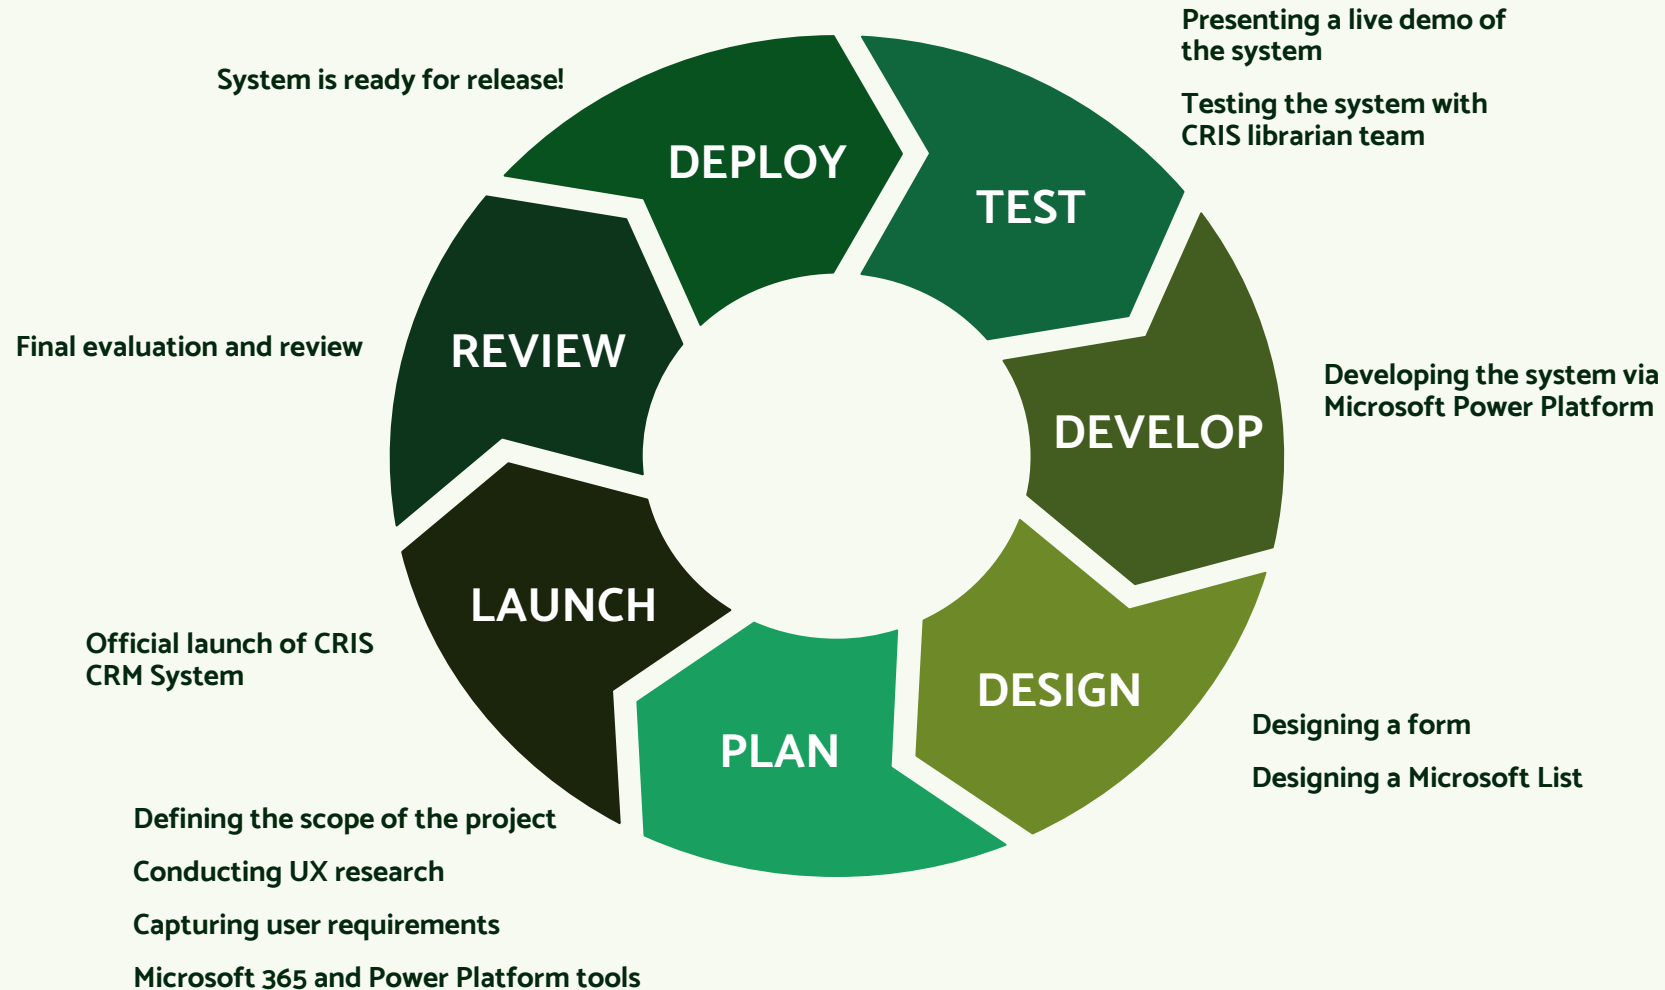 Presenting a live demo of
the system
Testing the system with
CRIS librarian team
System is ready for release!
DEPLOY
TEST
REVIEW
Final evaluation and review
DEVELOP
Developing the system via
Microsoft Power Platform
LAUNCH
Official launch of CRIS
CRM System
DESIGN
Designing a form
Designing a Microsoft List
PLAN
Defining the scope of the project
Conducting UX research
Capturing user requirements
Microsoft 365 and Power Platform tools